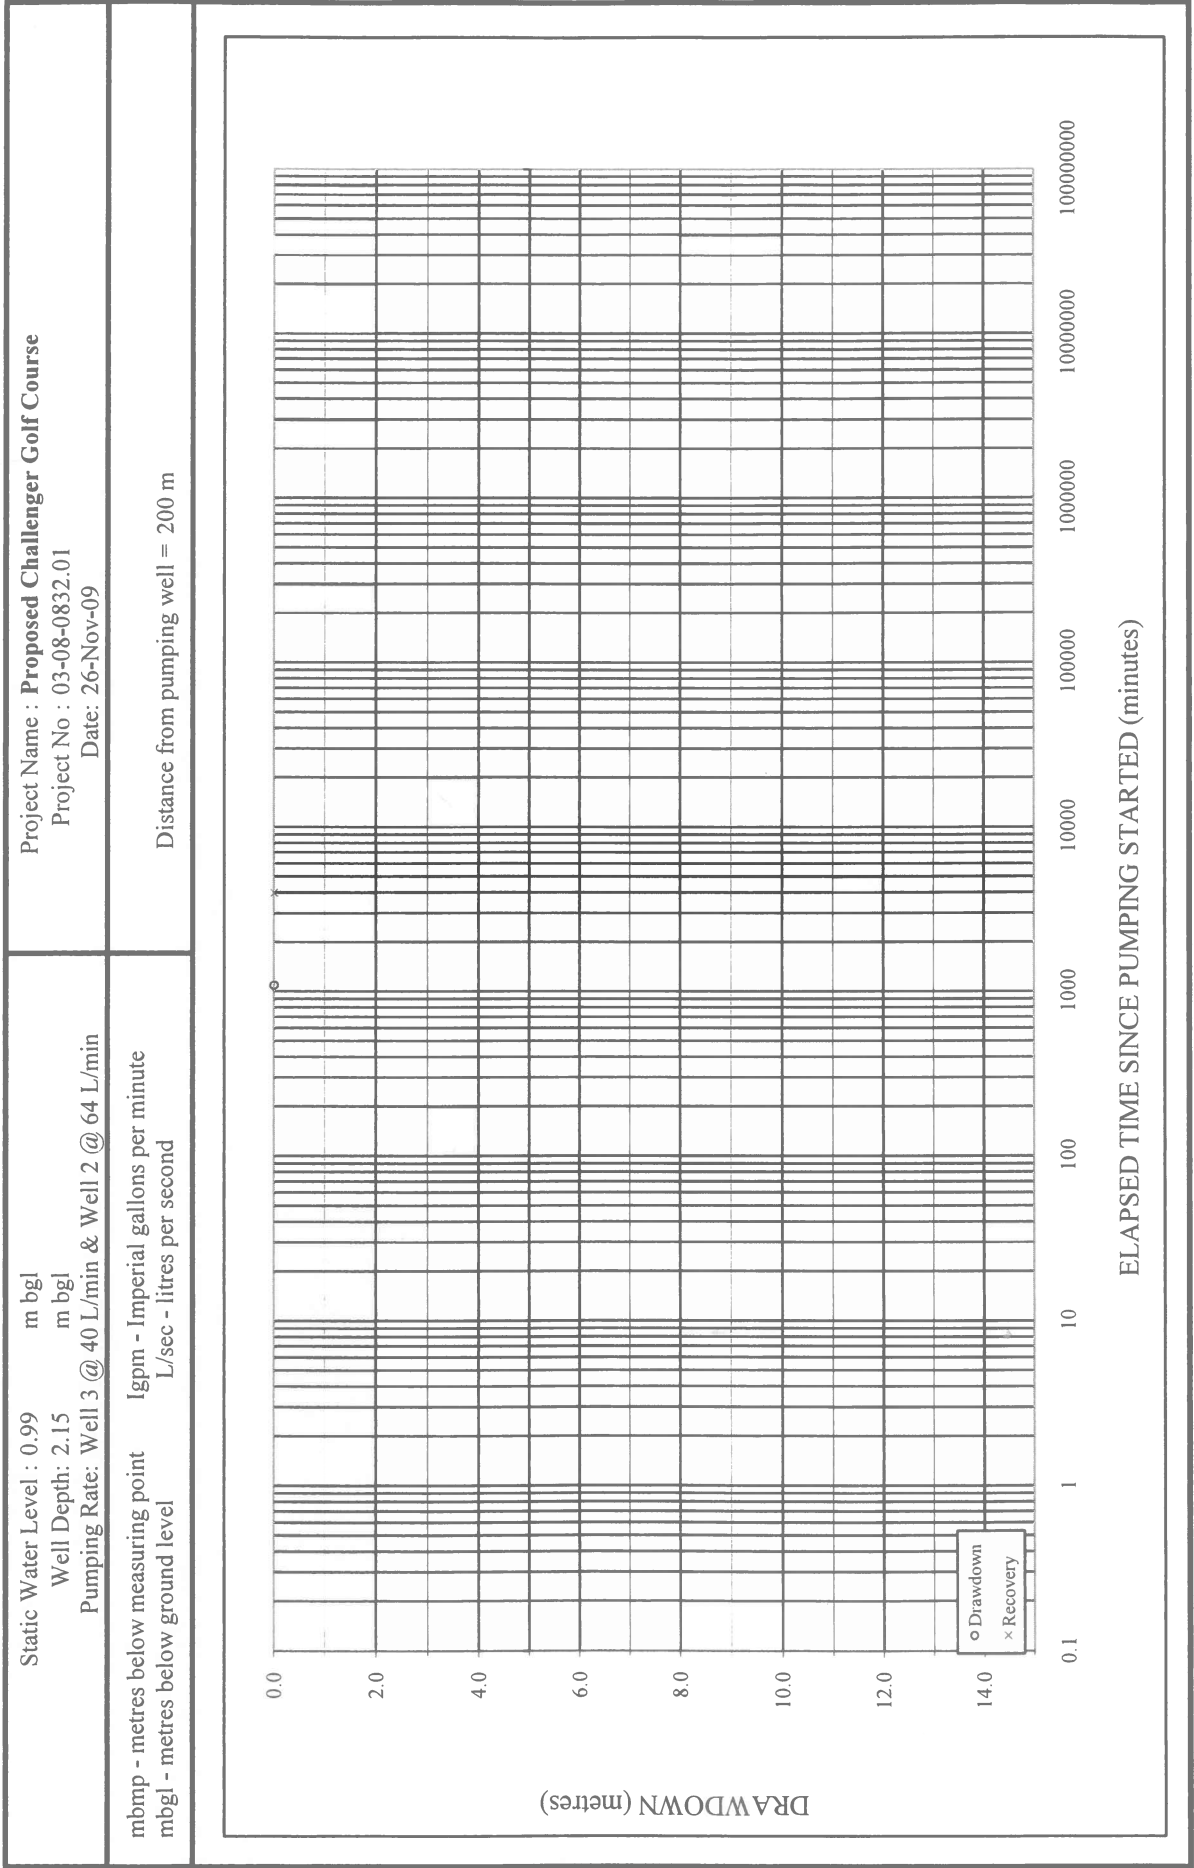 Static Water Level : 0.99 m bgl
Well Depth: 2.15 m bgl
Pumping Rate: Well 3 @ 40 L/min & Well 2 @ 64 L/min
Project Name : Proposed Challenger Golf Course
Project No : 03-08-0832.01
Date: 26-Nov-09
mbmp - metres below measuring point
mbgl - metres below ground level
Igpm - Imperial gallons per minute
L/sec - litres per second
Distance from pumping well = 200 m
DRAWDOWN (metres)
0.0
2.0
4.0
6.0
8.0
10.0
12.0
14.0
Drawdown
Recovery
0.1
1
10
100
1000
10000
100000
1000000
10000000
100000000
ELAPSED TIME SINCE PUMPING STARTED (minutes)